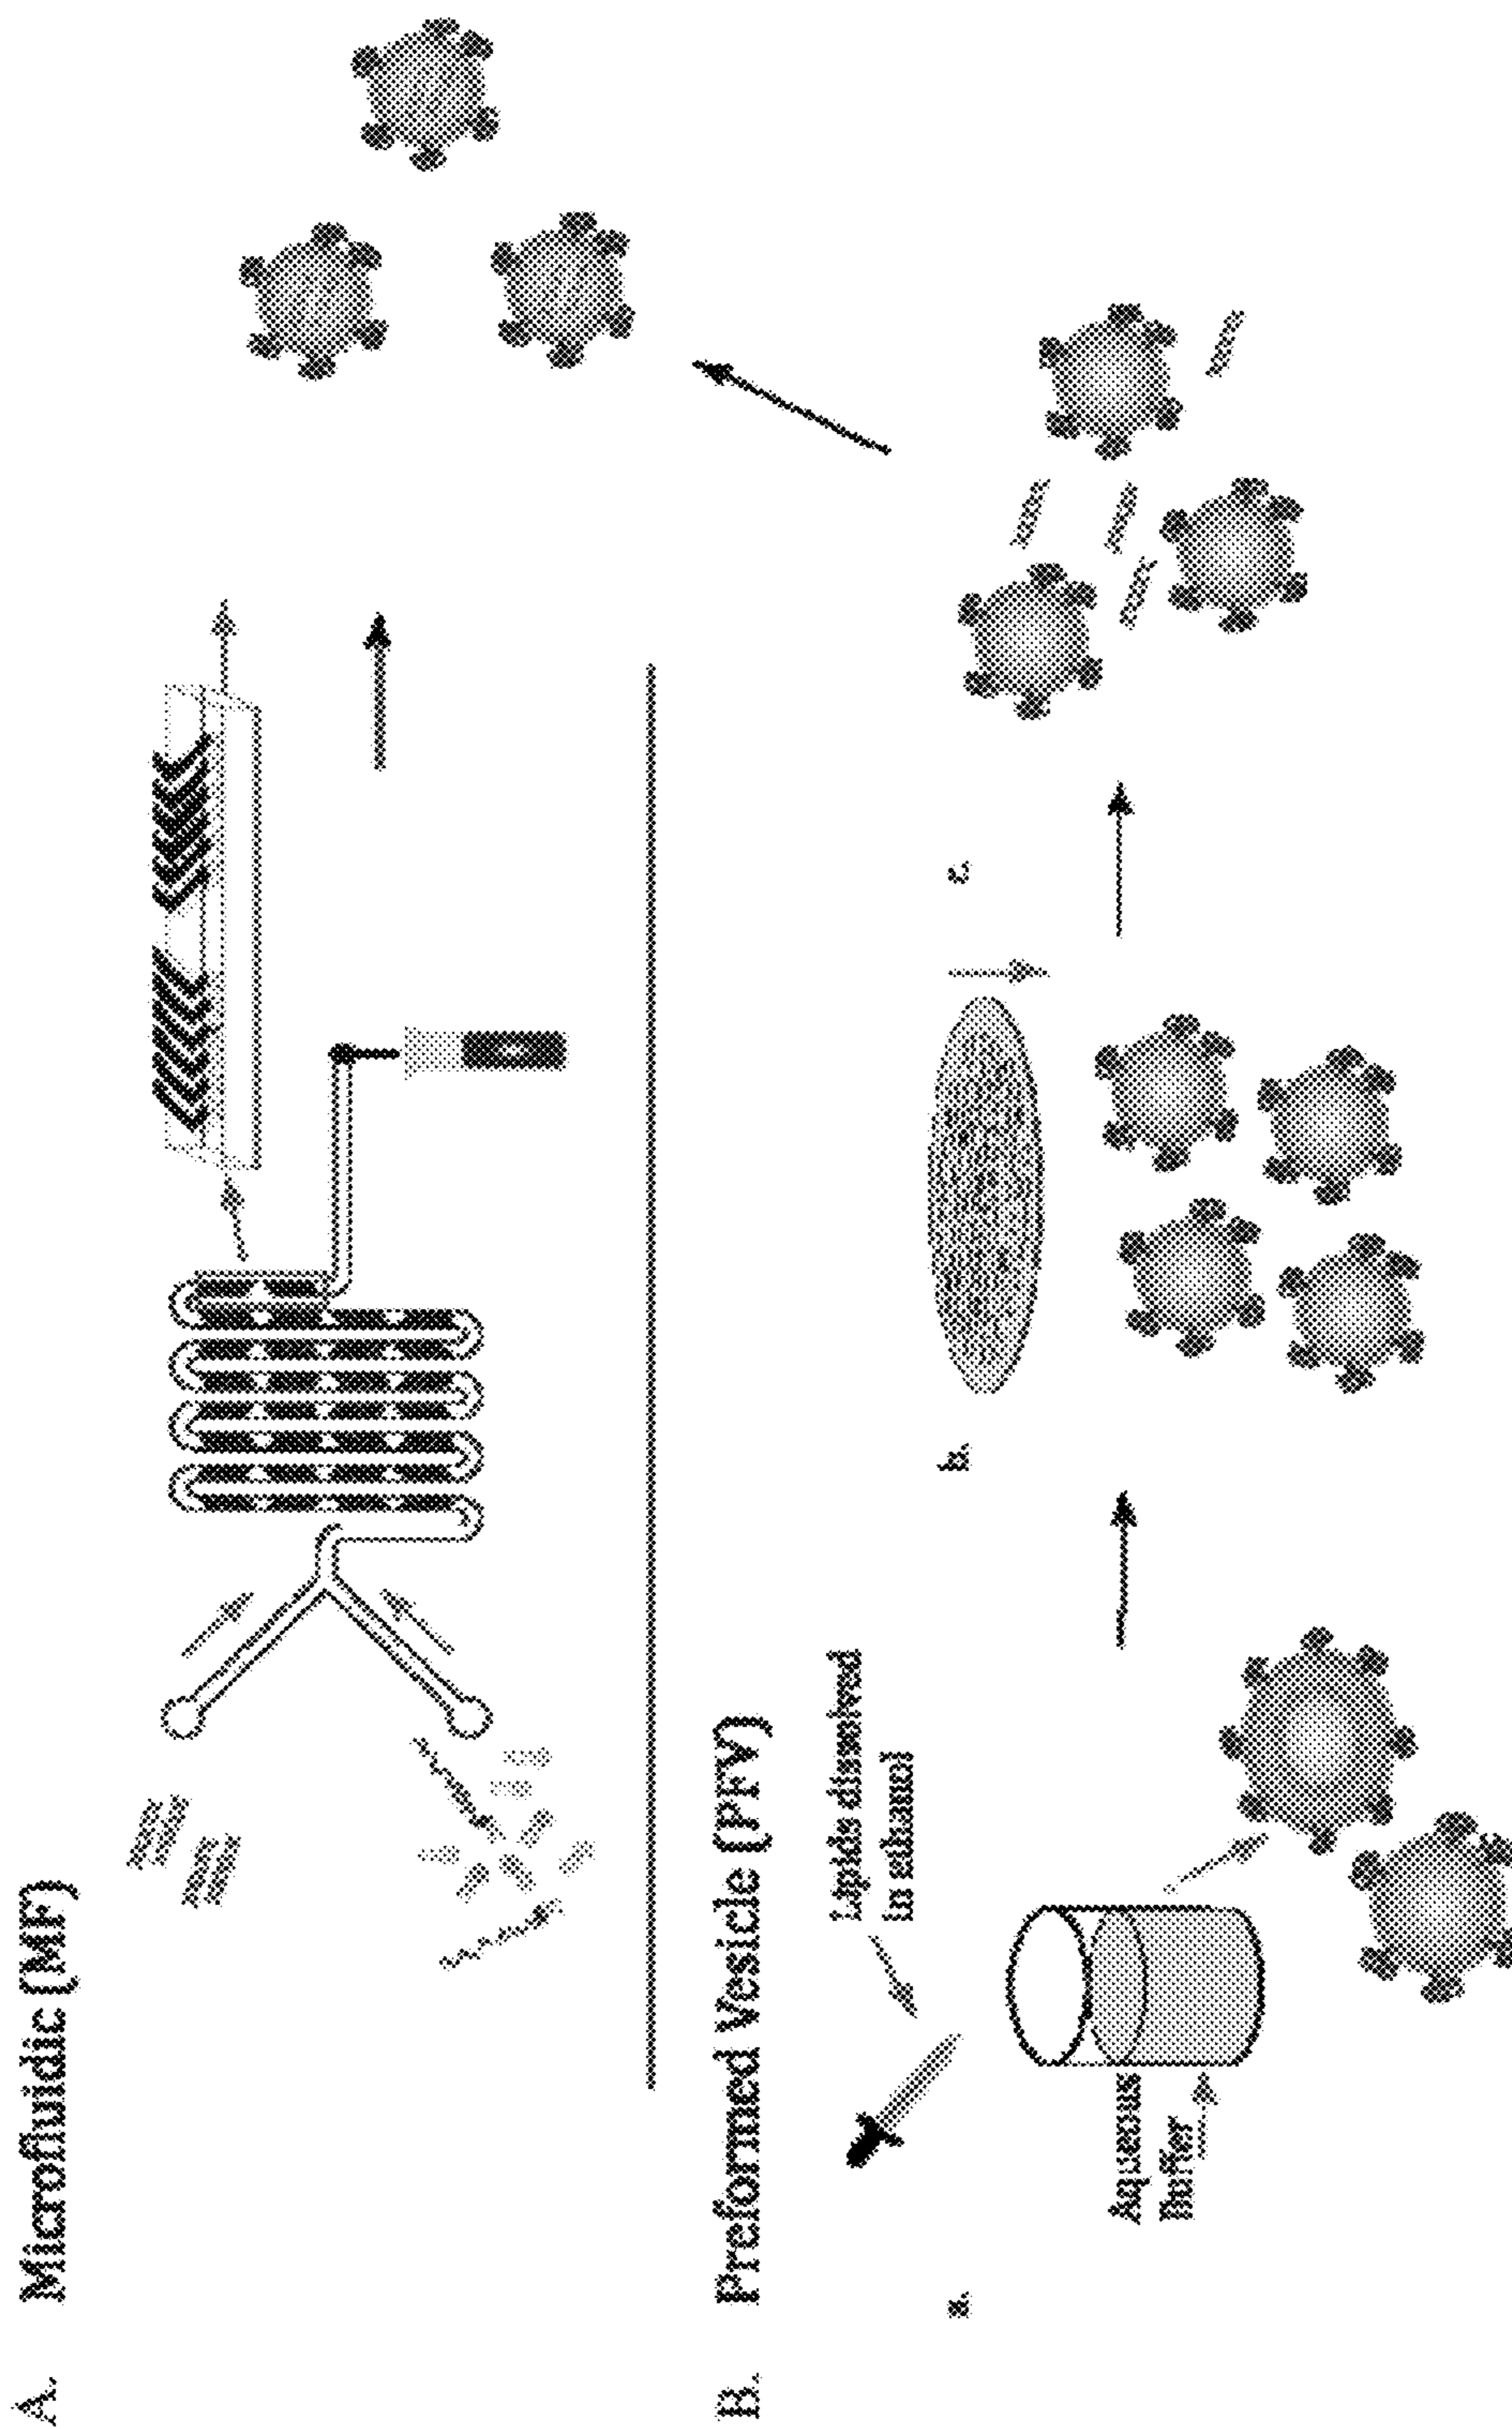 A. Microfluidic (MF)
B. Preformed Vesicle (PFV)
Lipids dissolved
in ethanol
Aqueous
Buffer
a.
b.
c.